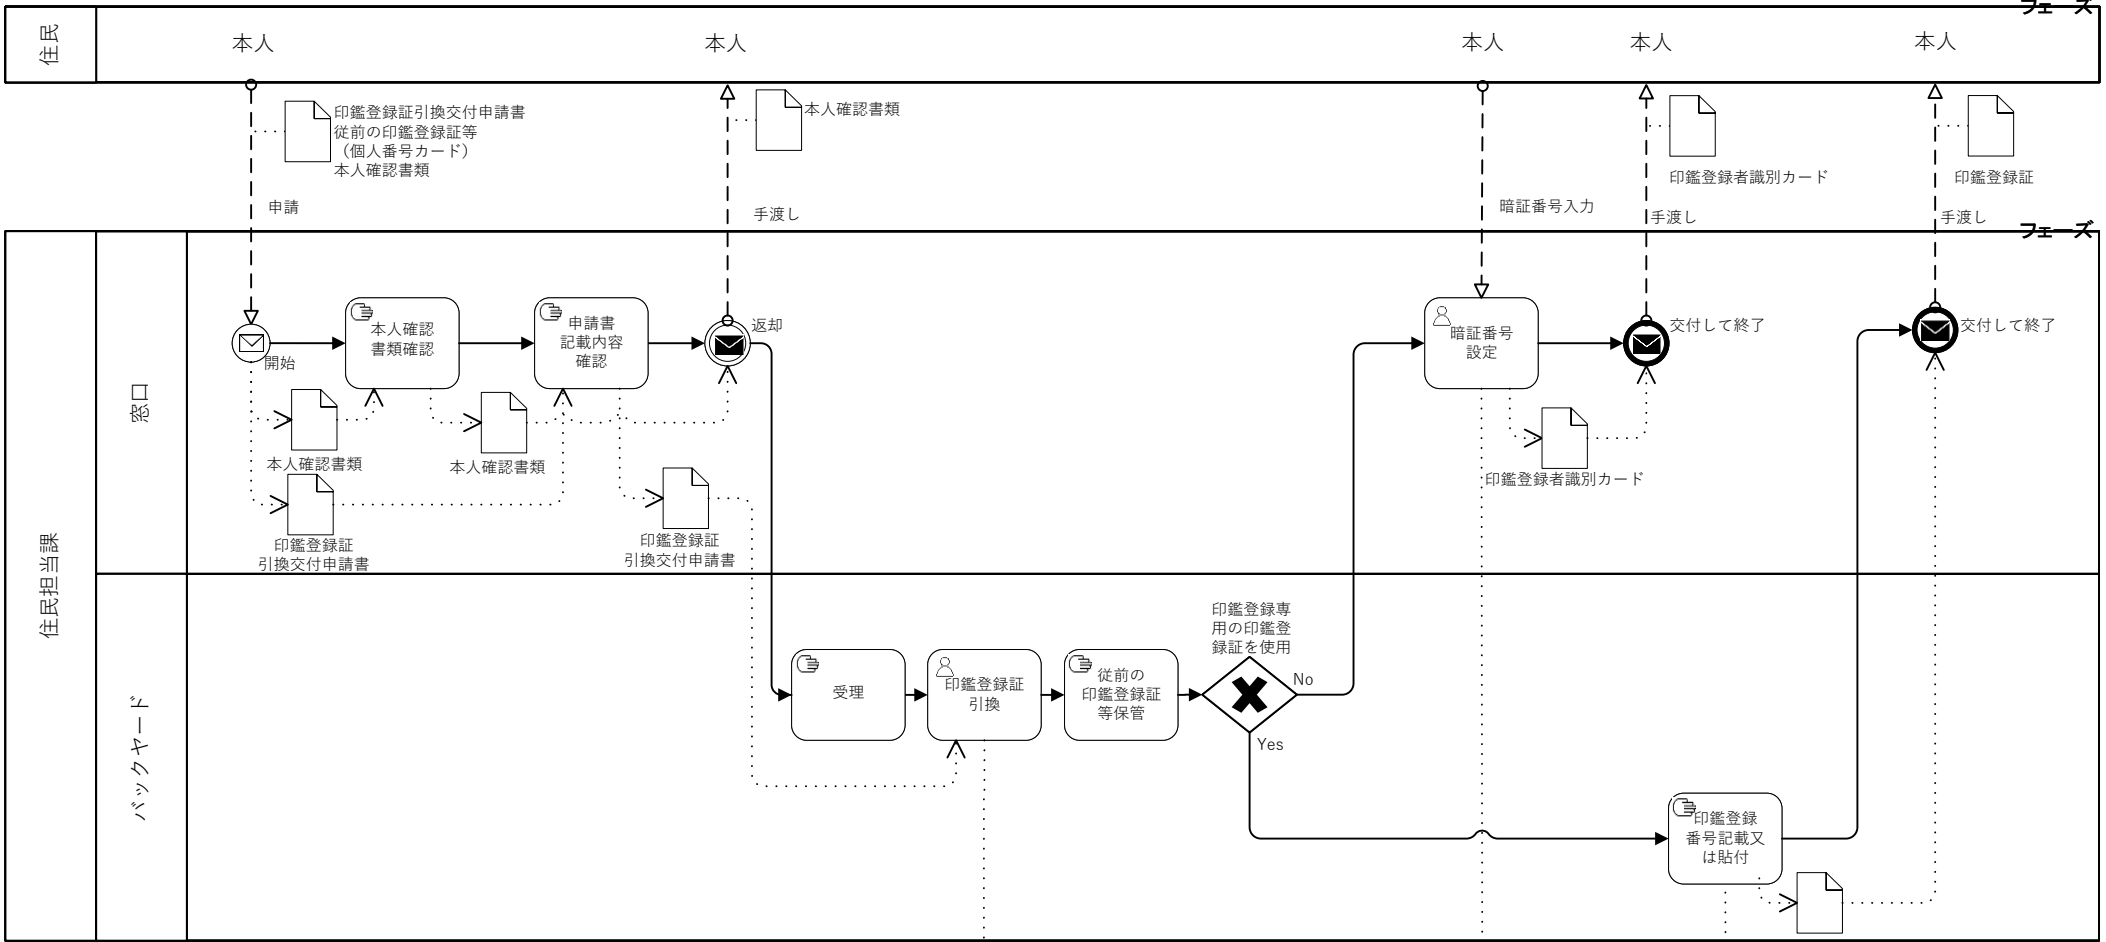 フェーズ
住民
本人
本人
本人
本人
本人
印鑑登録証引換交付申請書
従前の印鑑登録証等
（個人番号カード）
本人確認書類
本人確認書類
印鑑登録者識別カード
印鑑登録証
申請
手渡し
暗証番号入力
手渡し
手渡し
フェーズ
住民担当課
窓口
開始
本人確認
書類確認
申請書
記載内容
確認
返却
暗証番号
設定
交付して終了
交付して終了
本人確認書類
本人確認書類
印鑑登録者識別カード
印鑑登録証
引換交付申請書
印鑑登録証
引換交付申請書
バックヤード
受理
印鑑登録証
引換
従前の
印鑑登録証
等保管
印鑑登録専
用の印鑑登
録証を使用
No
Yes
印鑑登録
番号記載又
は貼付